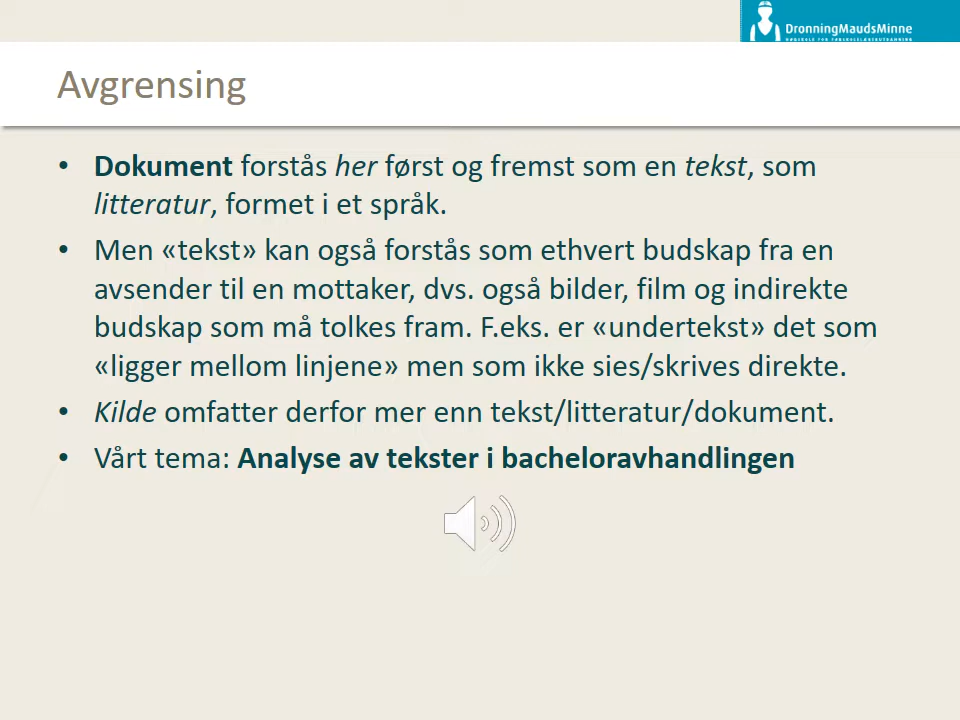 DronningMaudsMinne
Avgrensing
• Dokument forstås her først og fremst som en tekst, som
litteratur, formet i et språk.
• Men «tekst» kan også forstås som ethvert budskap fra en
avsender til en mottaker, dvs. også bilder, film og indirekte
budskap som må tolkes fram. F.eks. er «undertekst» det som
«ligger mellom linjene» men som ikke sies/skrives direkte.
• Kilde omfatter derfor mer enn tekst/litteratur/dokument.
• Vårt tema: Analyse av tekster i bacheloravhandlingen